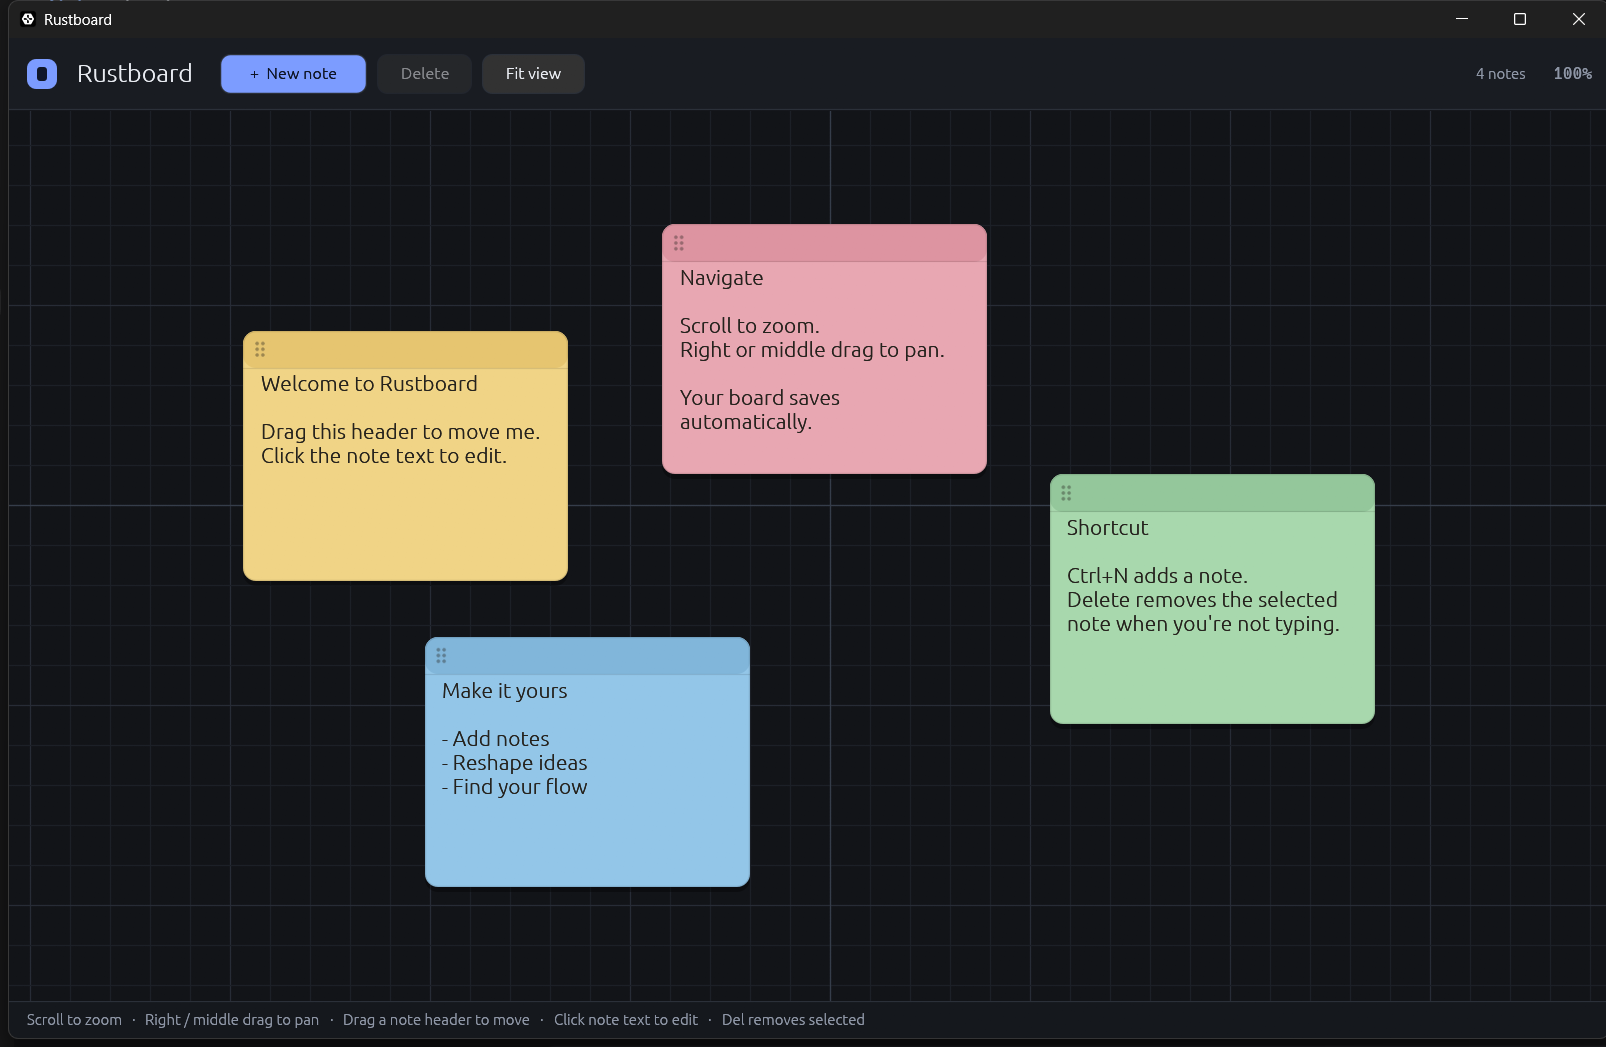 Rustboard
Rustboard
+ New note
Delete
Fit view
4 notes
100%
Navigate
Scroll to zoom.
Right or middle drag to pan.
Your board saves
automatically.
Welcome to Rustboard
Drag this header to move me.
Click the note text to edit.
Shortcut
Ctrl+N adds a note.
Delete removes the selected
note when you're not typing.
Make it yours
- Add notes
- Reshape ideas
- Find your flow
Scroll to zoom · Right / middle drag to pan · Drag a note header to move · Click note text to edit · Del removes selected